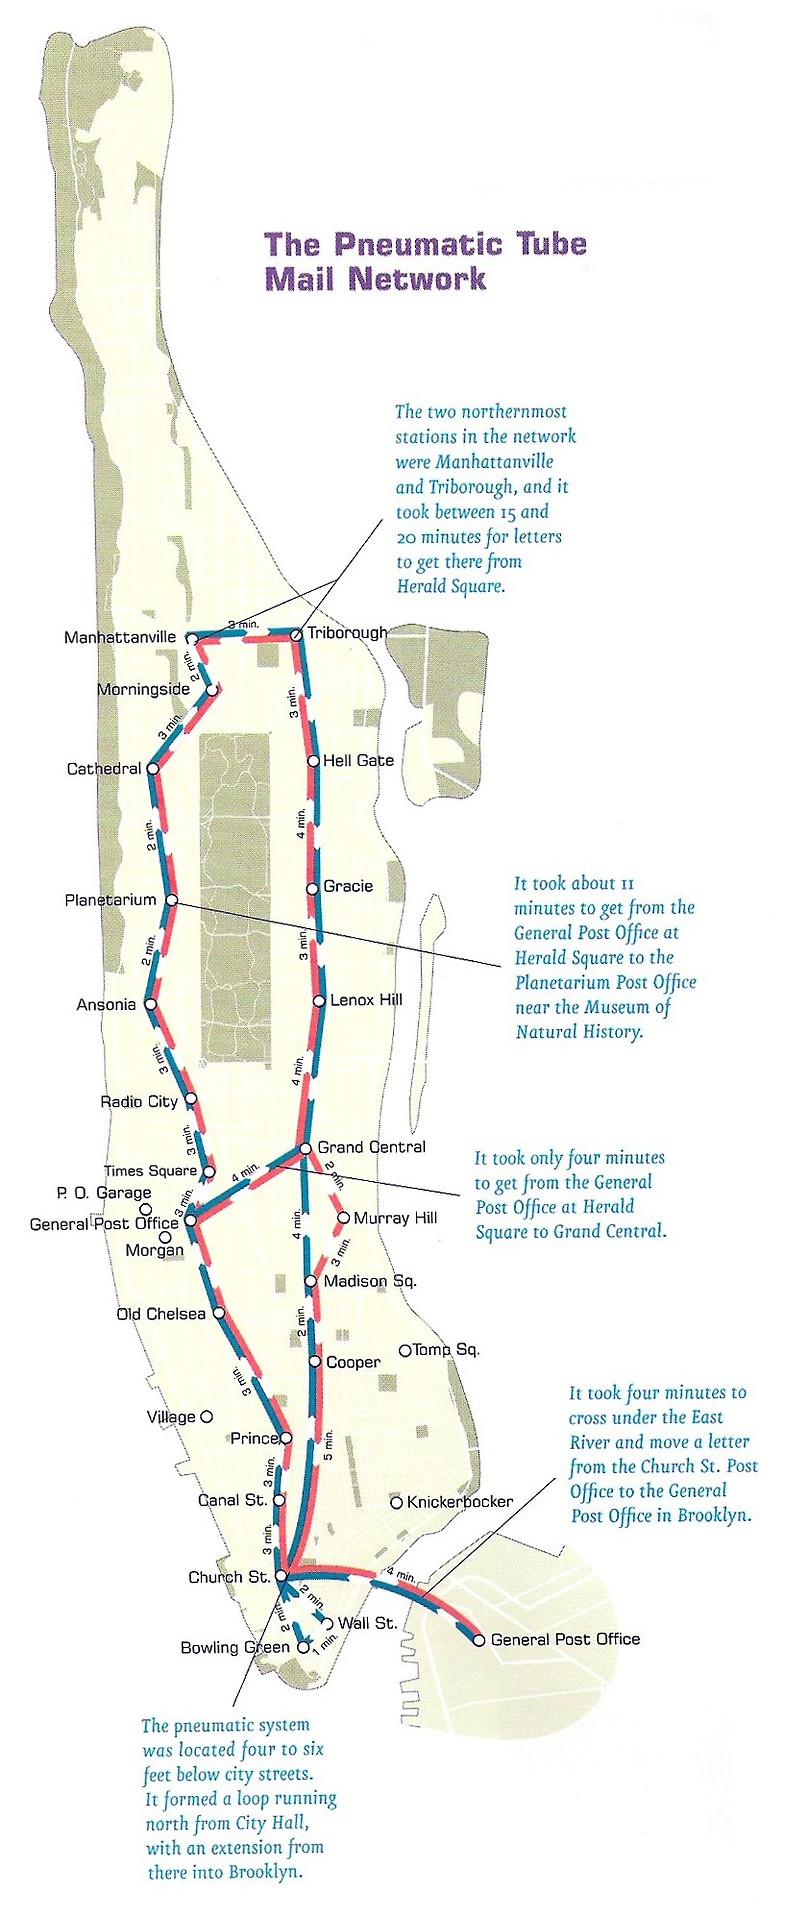 The Pneumatic Tube
Mail Network
The two northernmost
stations in the network
were Manhattanville
and Triborough, and it
took between 15 and
20 minutes for letters
to get there from
Herald Square.
Manhattanville
3 min.
Triborough
2 min.
Morningside
3 min.
3 min.
Cathedral
Hell Gate
2 min.
4 min.
Planetarium
Gracie
It took about 11
minutes to get from the
General Post Office at
Herald Square to the
Planetarium Post Office
near the Museum of
Natural History.
2 min.
3 min.
Ansonia
Lenox Hill
3 min.
4 min.
Radio City
3 min.
Grand Central
Times Square
4 min.
2 min.
It took only four minutes
to get from the General
Post Office at Herald
Square to Grand Central.
P. O. Garage
3 min.
General Post Office
Morgan
4 min.
Murray Hill
3 min.
Madison Sq.
Old Chelsea
2 min.
Cooper
Tomp Sq.
3 min.
Village
Prince
5 min.
It took four minutes to
cross under the East
River and move a letter
from the Church St. Post
Office to the General
Post Office in Brooklyn.
3 min.
Canal St.
Knickerbocker
3 min.
Church St.
4 min.
2 min.
2 min.
Wall St.
Bowling Green
1 min.
General Post Office
The pneumatic system
was located four to six
feet below city streets.
It formed a loop running
north from City Hall,
with an extension from
there into Brooklyn.